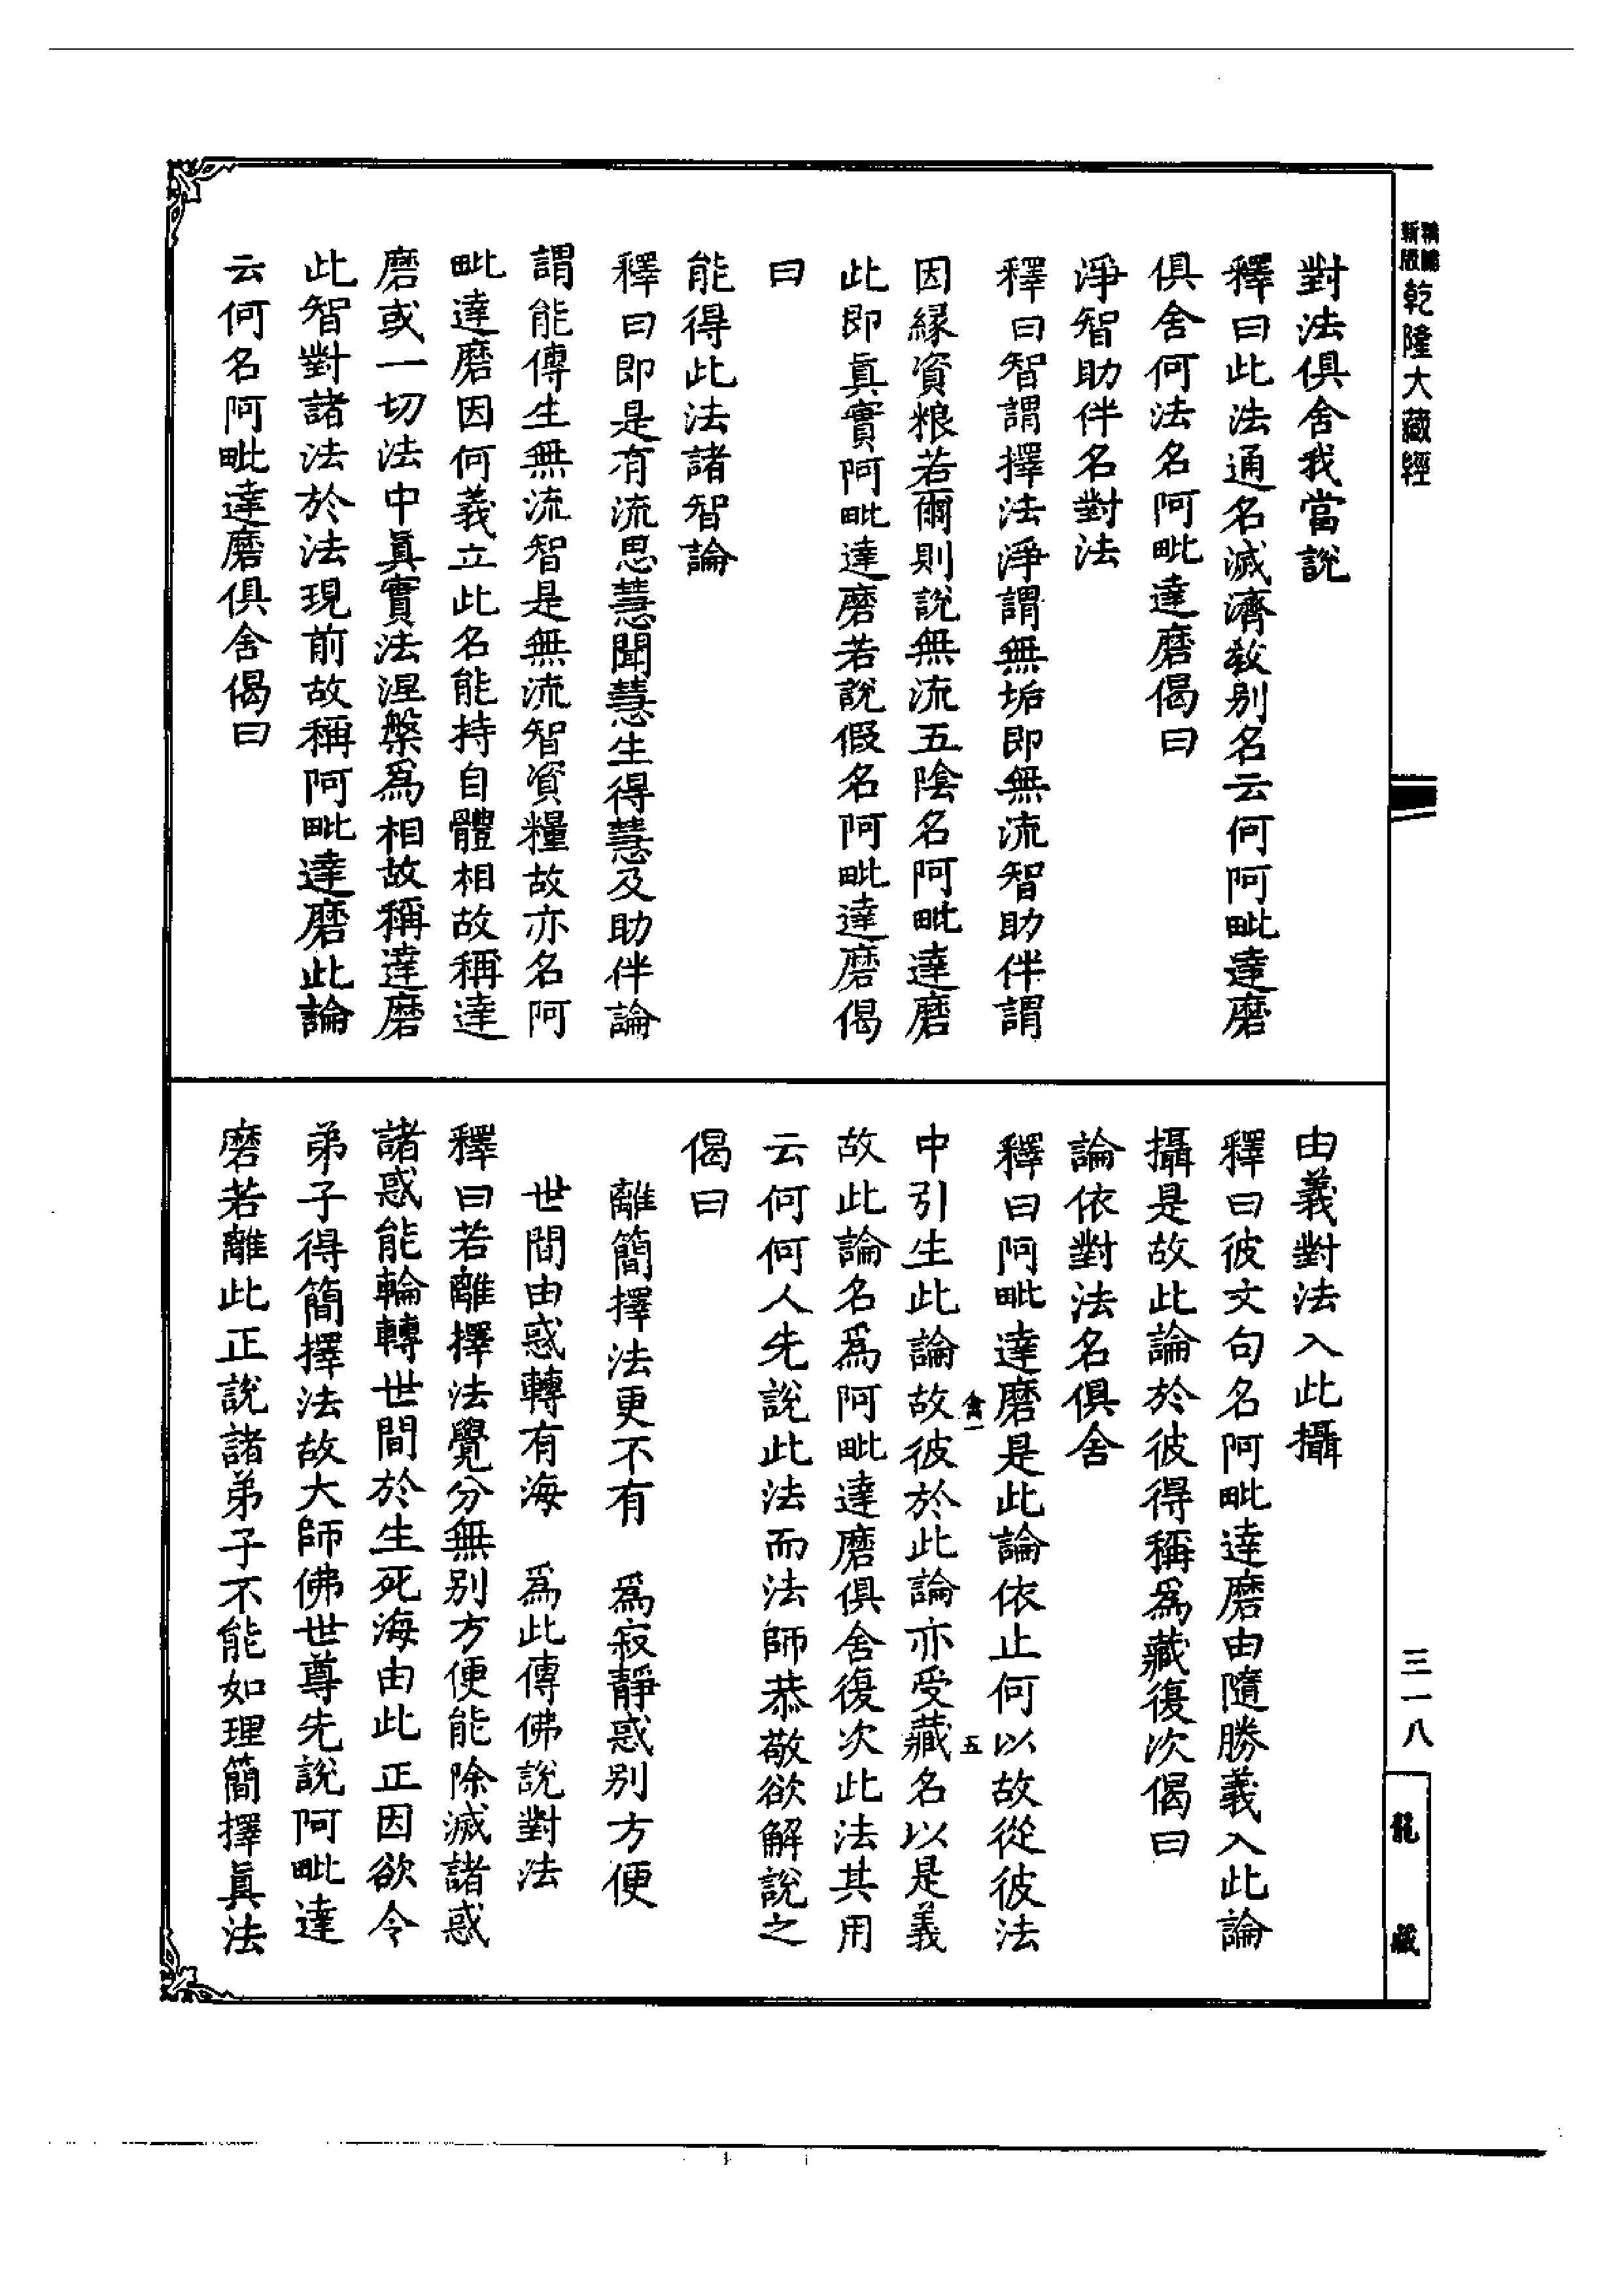 新版精縮乾隆大藏經
對法俱舍我當說
釋曰此法通名滅濟敎别名云何阿毗達磨
俱舍何法名阿毗達磨偈曰
淨智助伴名對法
釋曰智謂擇法淨謂無垢即無流智助伴謂
因緣資粮若爾則說無流五陰名阿毗達磨
此即眞實阿毗達磨若說假名阿毗達磨偈
曰
能得此法諸智論
釋曰即是有流思慧聞慧生得慧及助伴論
謂能傳生無流智是無流智資糧故亦名阿
毗達磨因何義立此名能持自體相故稱達
磨或一切法中眞實法涅槃爲相故稱達磨
此智對諸法於法現前故稱阿毗達磨此論
云何名阿毗達磨俱舍偈曰
由義對法入此攝
釋曰彼文句名阿毗達磨由隨勝義入此論
攝是故此論於彼得稱爲藏復次偈曰
論依對法名俱舍
釋曰阿毗達磨是此論依止何以故從彼法
禽一 五
中引生此論故彼於此論亦受藏名以是義
故此論名爲阿毗達磨俱舍復次此法其用
云何何人先說此法而法師恭敬欲解說之
偈曰
離簡擇法更不有 爲寂靜惑别方便
世間由惑轉有海 爲此傳佛說對法
釋曰若離擇法覺分無别方便能除滅諸惑
諸惑能輪轉世間於生死海由此正因欲令
弟子得簡擇法故大師佛世尊先說阿毗達
磨若離此正說諸弟子不能如理簡擇眞法
三一八
龍藏